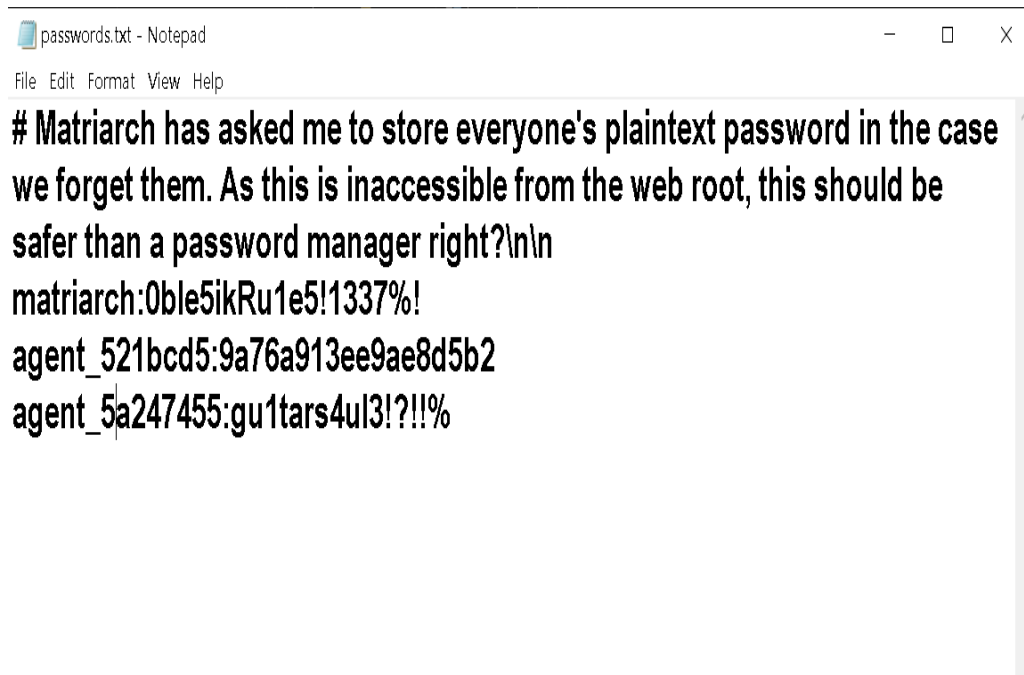 passwords.txt - Notepad
File Edit Format View Help
# Matriarch has asked me to store everyone's plaintext password in the case
we forget them. As this is inaccessible from the web root, this should be
safer than a password manager right?\n\n
matriarch:0ble5ikRu1e5!1337%!
agent_521bcd5:9a76a913ee9ae8d5b2
agent_5a247455:gu1tars4ul3!?!!%